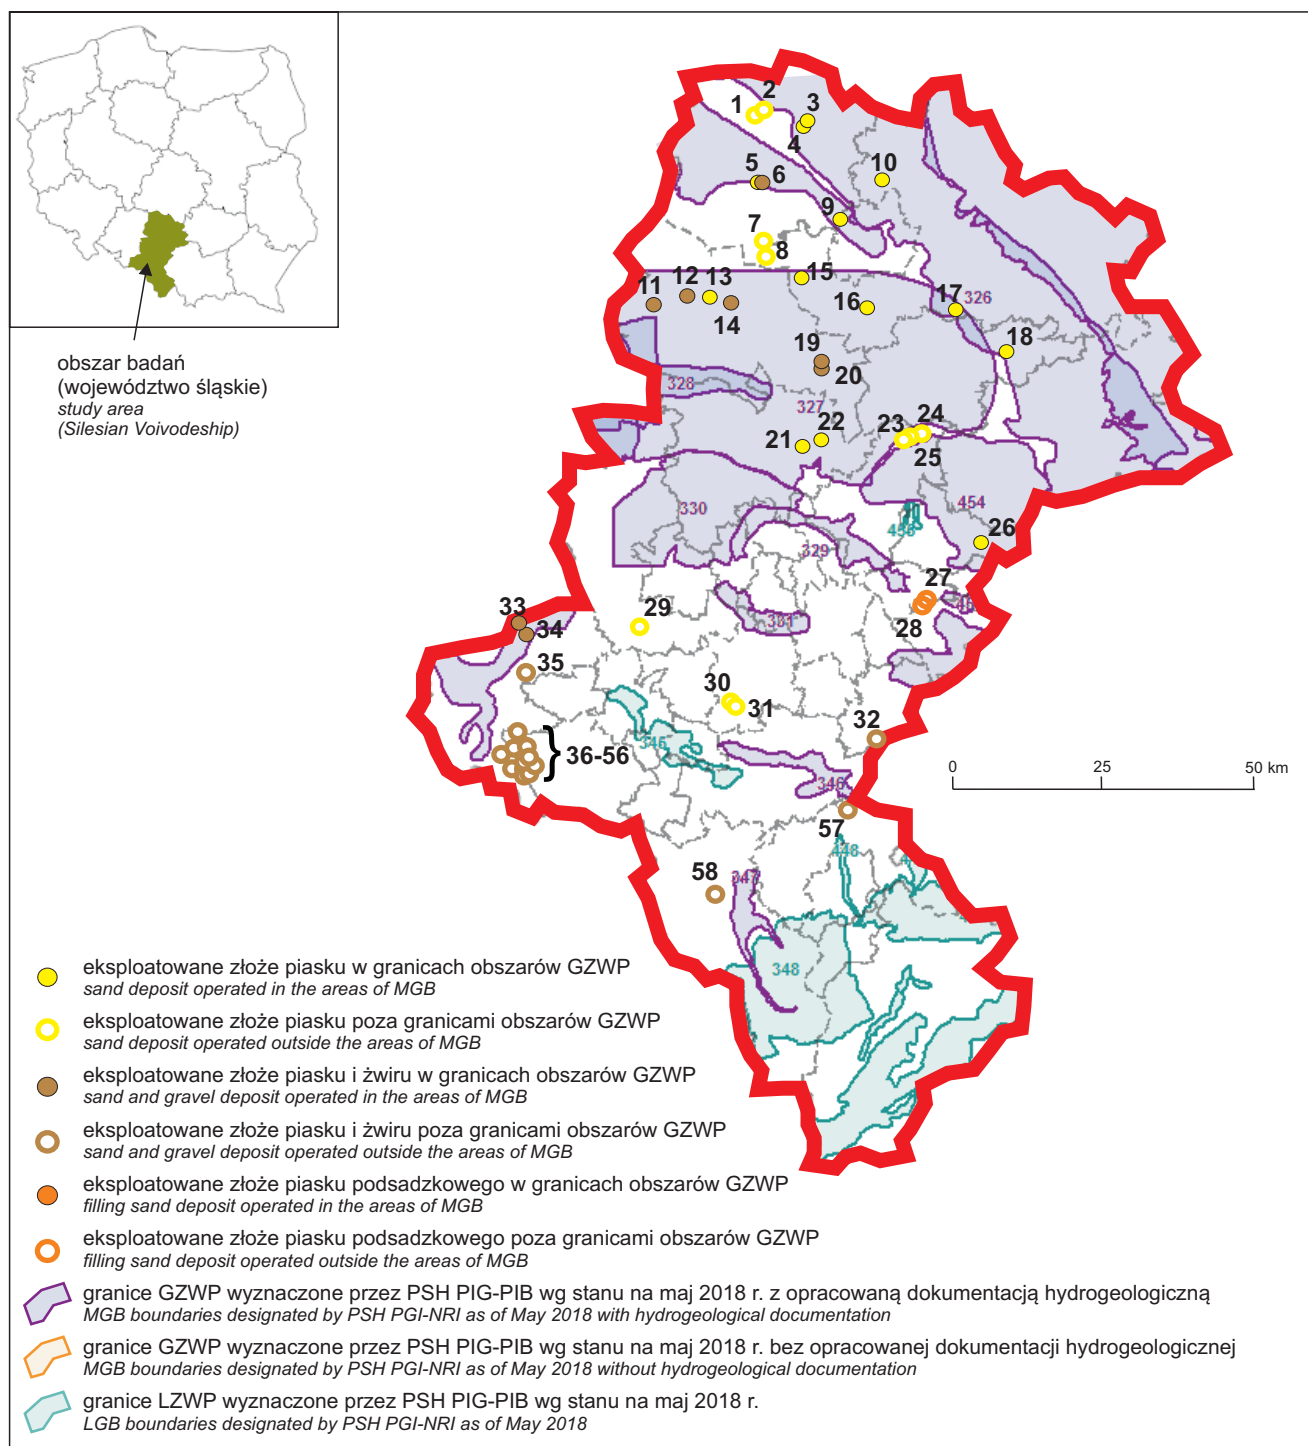 obszar badań
(województwo śląskie)
study area
(Silesian Voivodeship)
1
2
3
4
5
6
10
9
7
8
15
11
12
13
14
16
17
326
18
19
20
328
327
22
21
23
24
25
330
454
329
26
27
28
29
331
33
34
35
30
31
32
345
36-56
346
0
25
50 km
57
448
58
347
348
eksploatowane złoże piasku w granicach obszarów GZWP
sand deposit operated in the areas of MGB
eksploatowane złoże piasku poza granicami obszarów GZWP
sand deposit operated outside the areas of MGB
eksploatowane złoże piasku i żwiru w granicach obszarów GZWP
sand and gravel deposit operated in the areas of MGB
eksploatowane złoże piasku i żwiru poza granicami obszarów GZWP
sand and gravel deposit operated outside the areas of MGB
eksploatowane złoże piasku podsadzkowego w granicach obszarów GZWP
filling sand deposit operated in the areas of MGB
eksploatowane złoże piasku podsadzkowego poza granicami obszarów GZWP
filling sand deposit operated outside the areas of MGB
granice GZWP wyznaczone przez PSH PIG-PIB wg stanu na maj 2018 r. z opracowaną dokumentacją hydrogeologiczną
MGB boundaries designated by PSH PGI-NRI as of May 2018 with hydrogeological documentation
granice GZWP wyznaczone przez PSH PIG-PIB wg stanu na maj 2018 r. bez opracowanej dokumentacji hydrogeologicznej
MGB boundaries designated by PSH PGI-NRI as of May 2018 without hydrogeological documentation
granice LZWP wyznaczone przez PSH PIG-PIB wg stanu na maj 2018 r.
LGB boundaries designated by PSH PGI-NRI as of May 2018